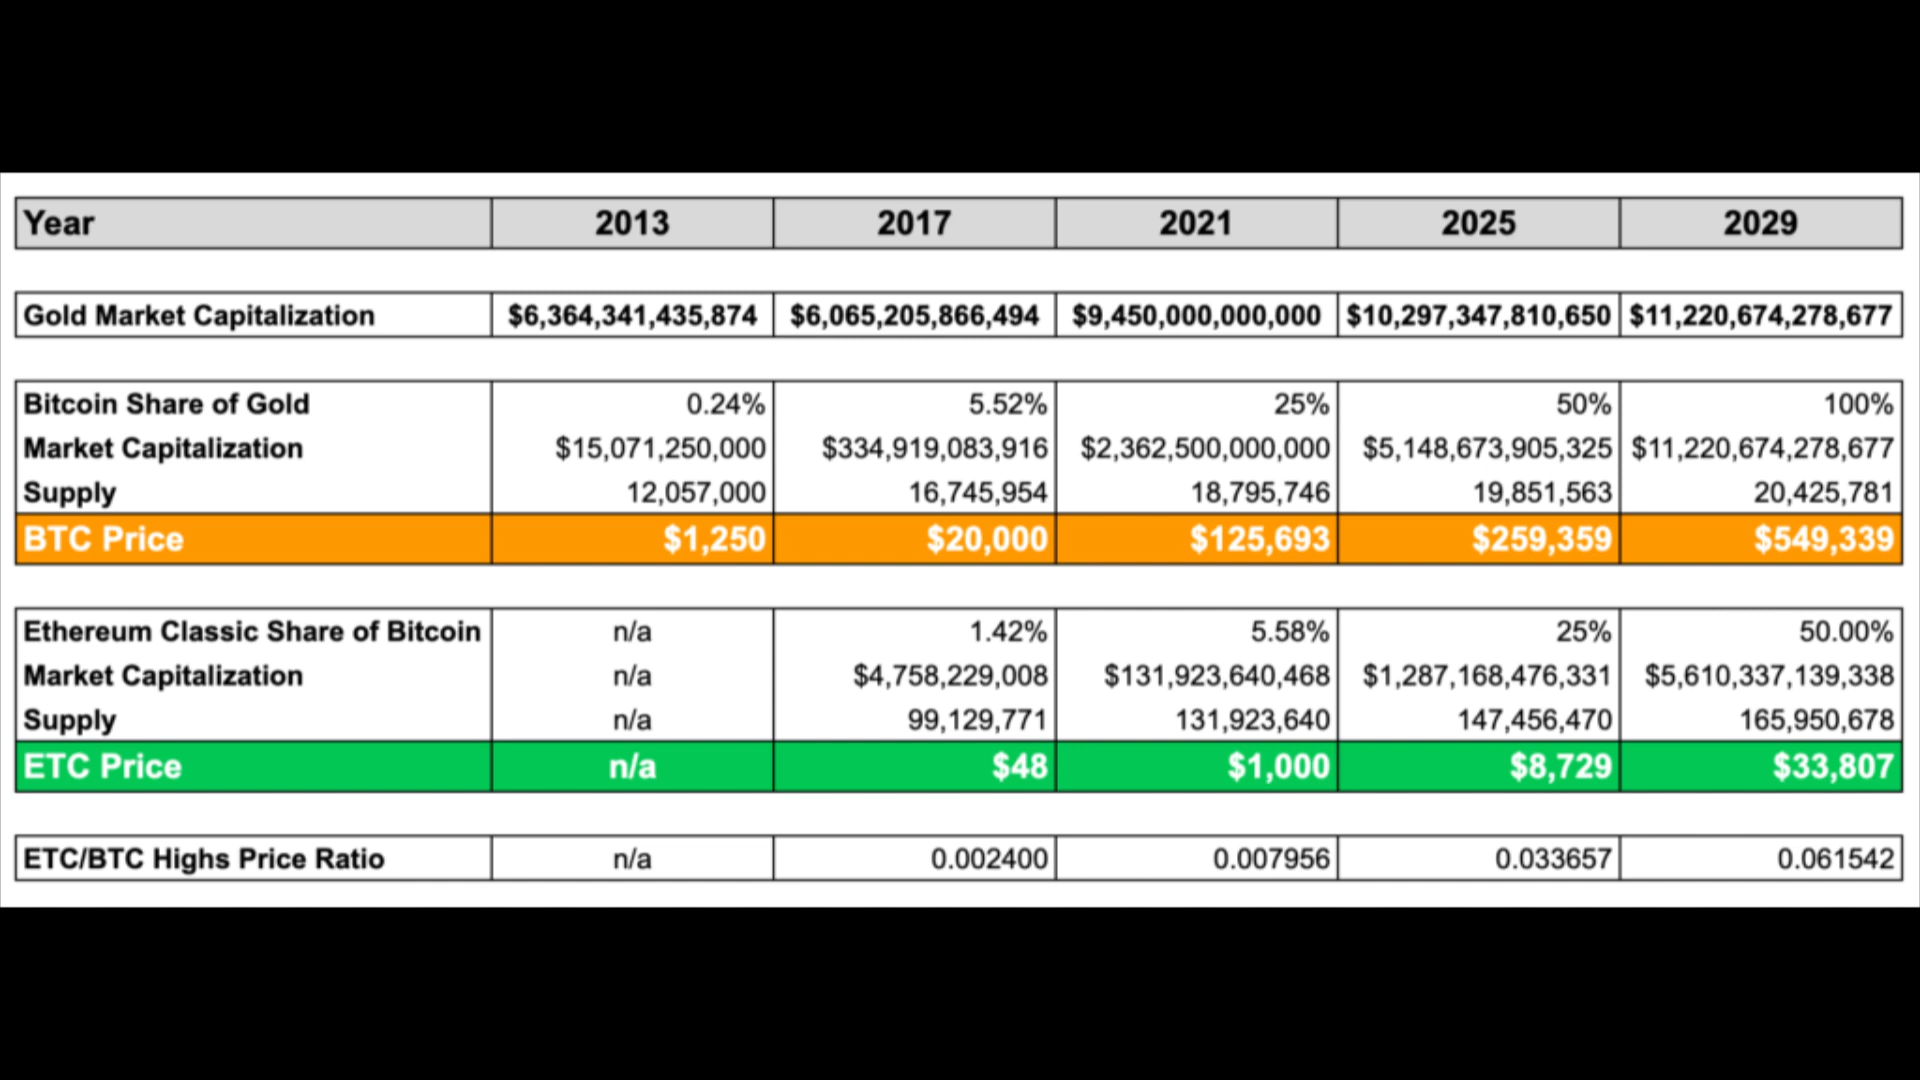 Year 2013 2017 2021 2025 2029
Gold Market Capitalization $6,364,341,435,874 $6,065,205,866,494 $9,450,000,000,000 $10,297,347,810,650 $11,220,674,278,677
Bitcoin Share of Gold 0.24% 5.52% 25% 50% 100%
Market Capitalization $15,071,250,000 $334,919,083,916 $2,362,500,000,000 $5,148,673,905,325 $11,220,674,278,677
Supply 12,057,000 16,745,954 18,795,746 19,851,563 20,425,781
BTC Price $1,250 $20,000 $125,693 $259,359 $549,339
Ethereum Classic Share of Bitcoin n/a 1.42% 5.58% 25% 50.00%
Market Capitalization n/a $4,758,229,008 $131,923,640,468 $1,287,168,476,331 $5,610,337,139,338
Supply n/a 99,129,771 131,923,640 147,456,470 165,950,678
ETC Price n/a $48 $1,000 $8,729 $33,807
ETC/BTC Highs Price Ratio n/a 0.002400 0.007956 0.033657 0.061542